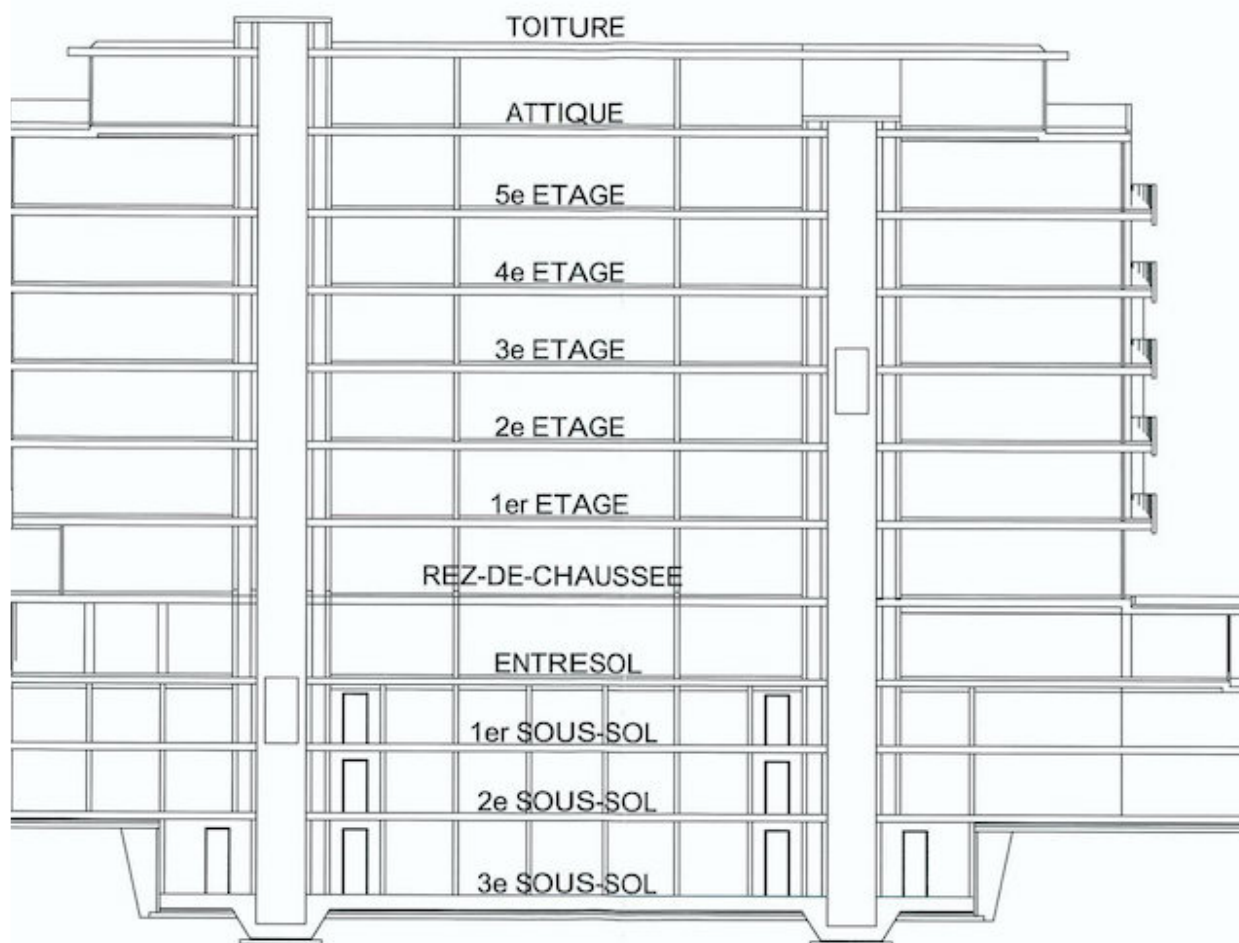 TOITURE
ATTIQUE
5e ETAGE
4e ETAGE
3e ETAGE
2e ETAGE
1er ETAGE
REZ-DE-CHAUSSEE
ENTRESOL
1er SOUS-SOL
2e SOUS-SOL
3e SOUS-SOL